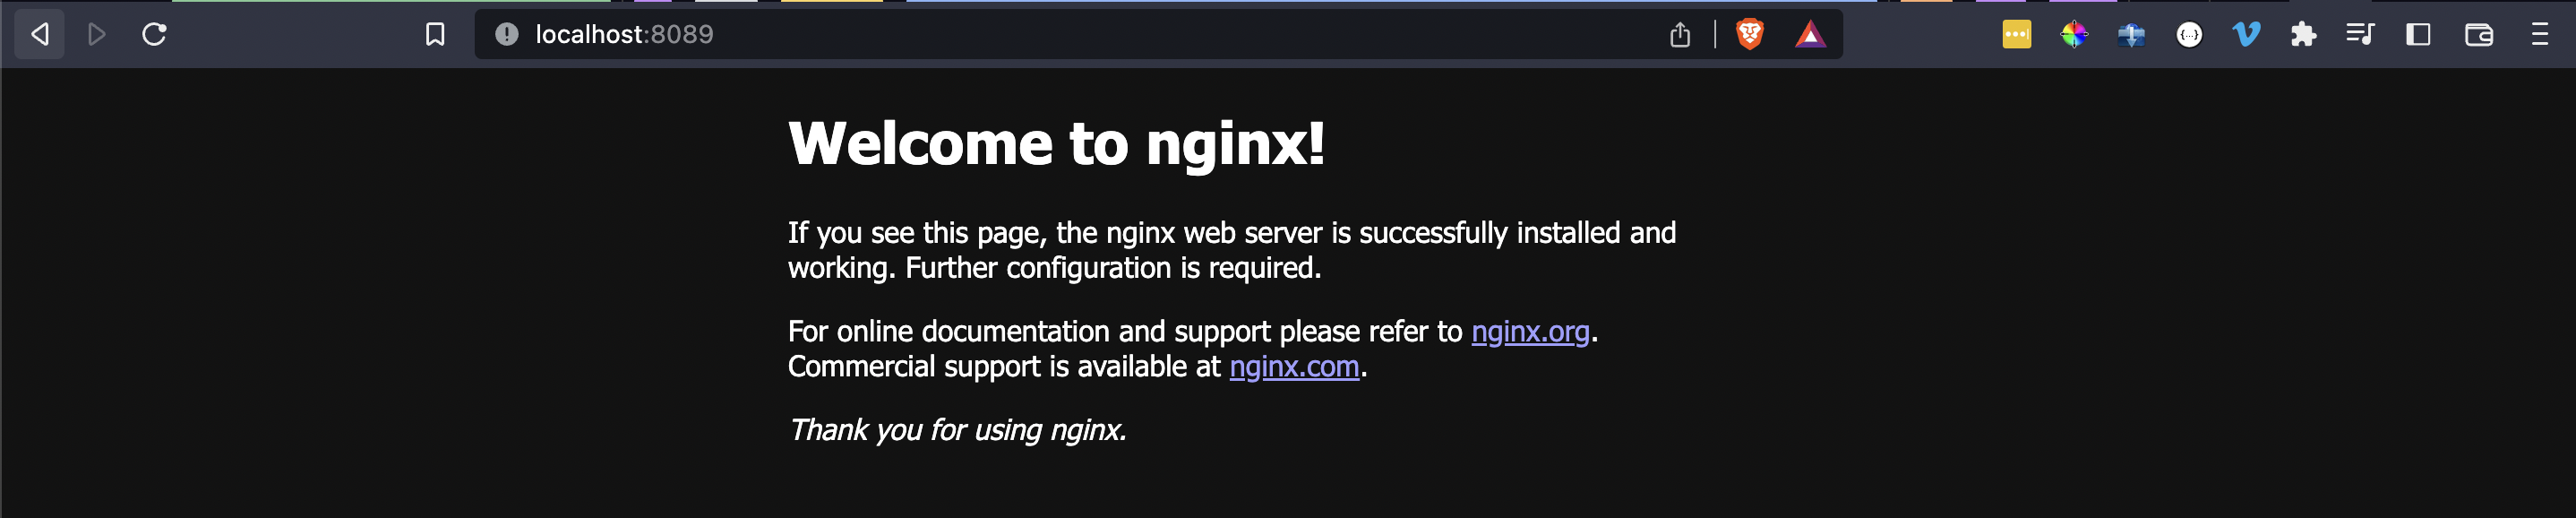 localhost:8089
Welcome to nginx!
If you see this page, the nginx web server is successfully installed and
working. Further configuration is required.
For online documentation and support please refer to nginx.org.
Commercial support is available at nginx.com.
Thank you for using nginx.